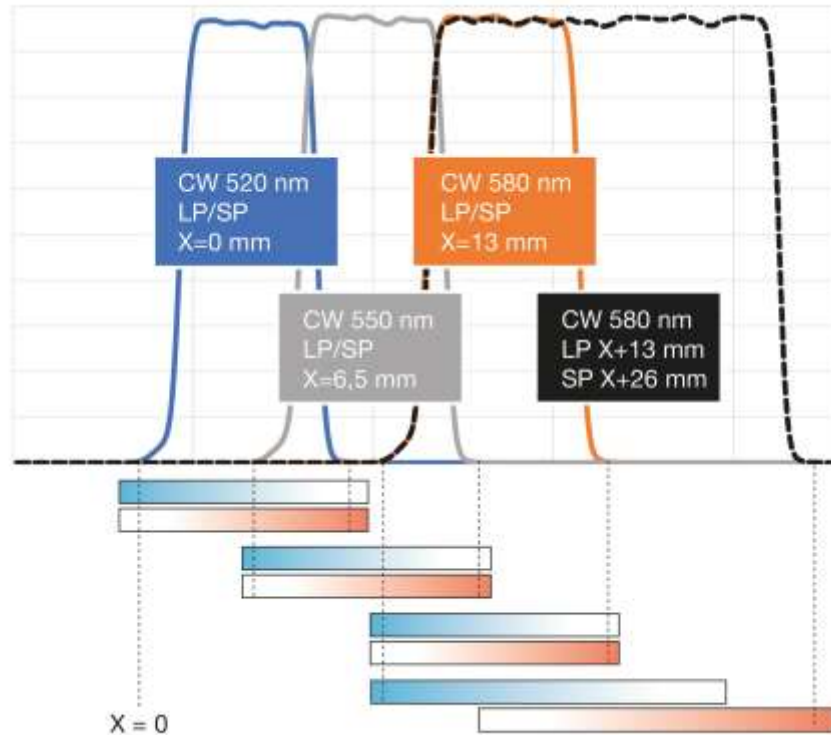 CW 520 nm
LP/SP
X=0 mm
CW 580 nm
LP/SP
X=13 mm
CW 550 nm
LP/SP
X=6,5 mm
CW 580 nm
LP X+13 mm
SP X+26 mm
X = 0